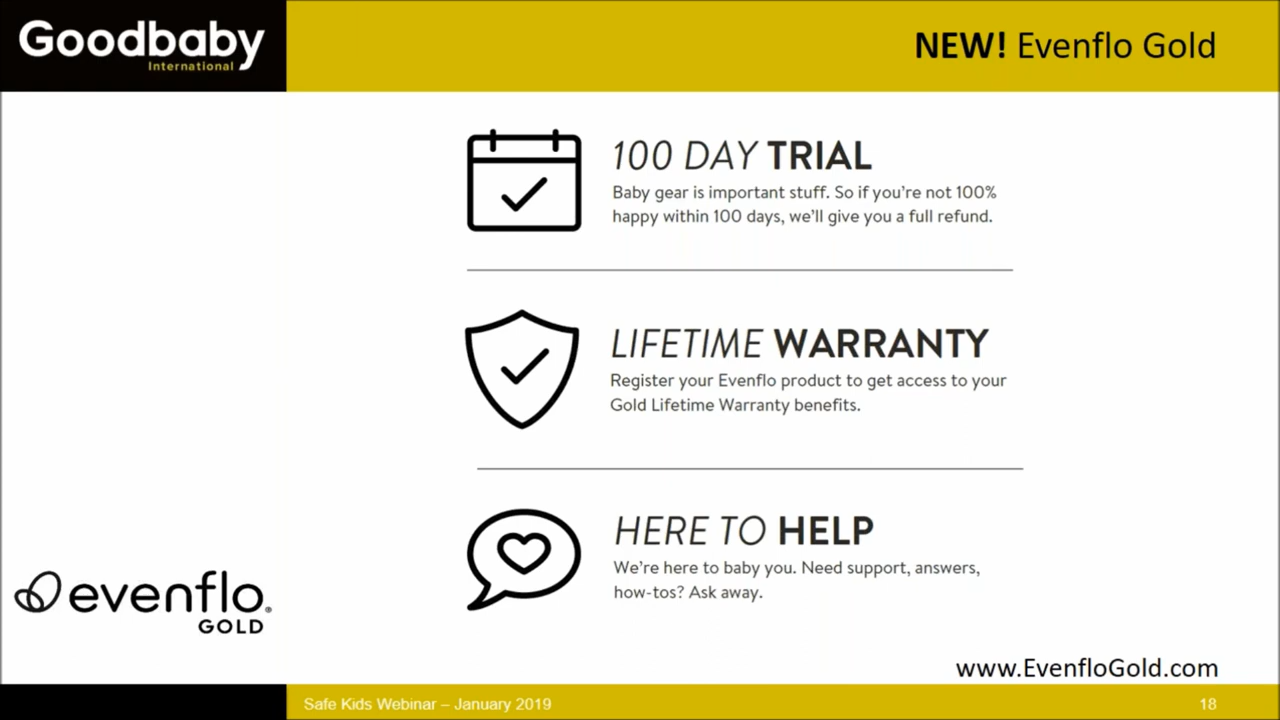 Goodbaby
International
NEW! Evenflo Gold
100 DAY TRIAL
Baby gear is important stuff. So if you're not 100%
happy within 100 days, we'll give you a full refund.
LIFETIME WARRANTY
Register your Evenflo product to get access to your
Gold Lifetime Warranty benefits.
HERE TO HELP
We're here to baby you. Need support, answers,
how-tos? Ask away.
evenflo®
GOLD
www.EvenfloGold.com
Safe Kids Webinar – January 2019
18